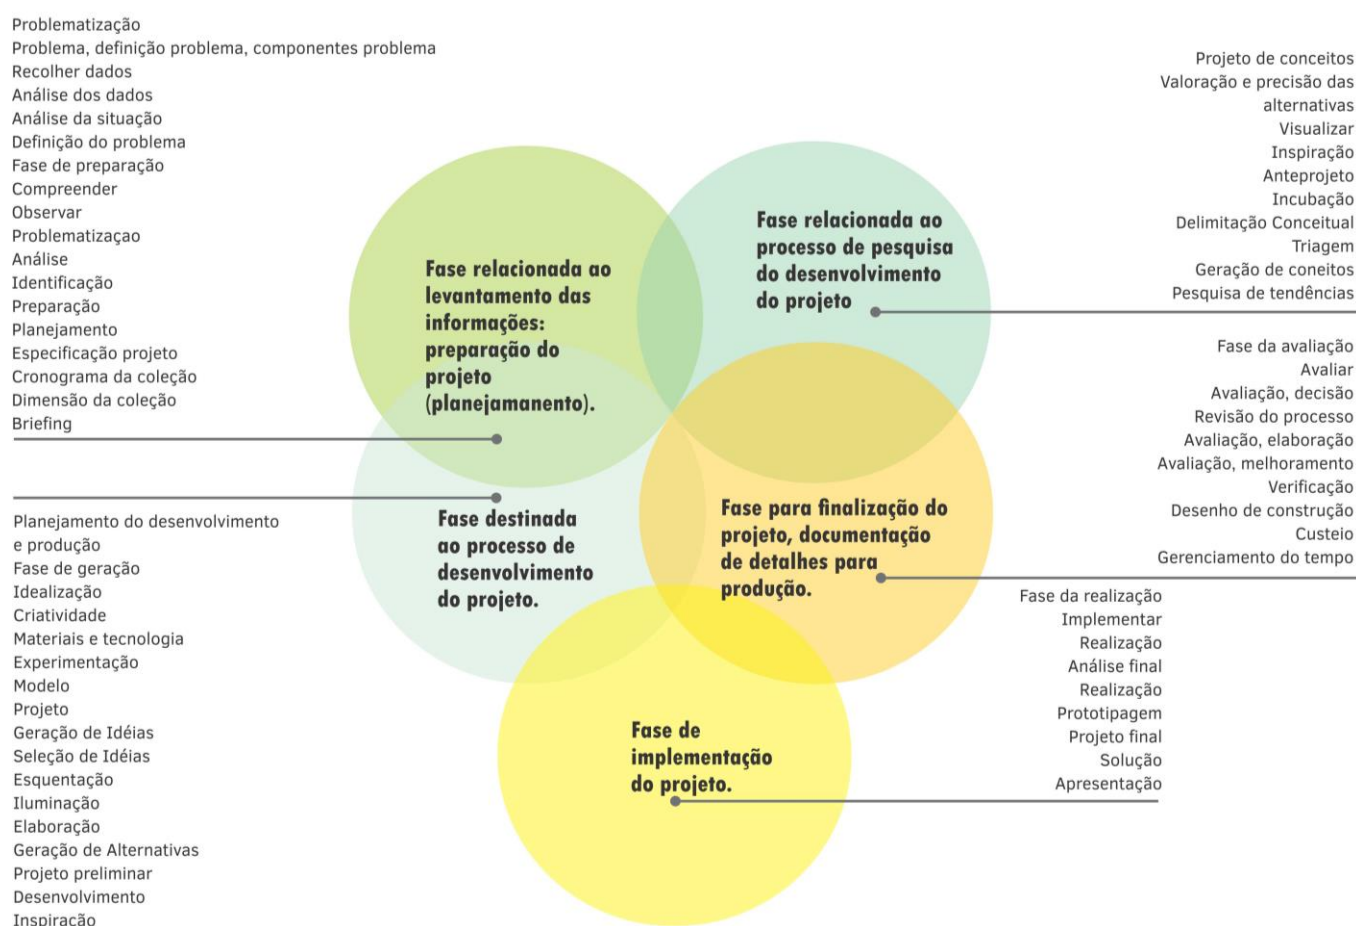 Problematização
Problema, definição problema, componentes problema
Recolher dados
Análise dos dados
Análise da situação
Definição do problema
Fase de preparação
Compreender
Observar
Problematizaçao
Análise
Identificação
Preparação
Planejamento
Especificação projeto
Cronograma da coleção
Dimensão da coleção
Briefing
Fase relacionada ao
levantamento das
informações:
preparação do
projeto
(planejamanento).
Projeto de conceitos
Valoração e precisão das
alternativas
Visualizar
Inspiração
Anteprojeto
Incubação
Delimitação Conceitual
Triagem
Geração de coneitos
Pesquisa de tendências
Fase relacionada ao
processo de pesquisa
do desenvolvimento
do projeto
Planejamento do desenvolvimento
e produção
Fase de geração
Idealização
Criatividade
Materiais e tecnologia
Experimentação
Modelo
Projeto
Geração de Idéias
Seleção de Idéias
Esquentação
Iluminação
Elaboração
Geração de Alternativas
Projeto preliminar
Desenvolvimento
Inspiração
Fase destinada
ao processo de
desenvolvimento
do projeto.
Fase da avaliação
Avaliar
Avaliação, decisão
Revisão do processo
Avaliação, elaboração
Avaliação, melhoramento
Verificação
Desenho de construção
Custeio
Gerenciamento do tempo
Fase para finalização do
projeto, documentação
de detalhes para
produção.
Fase da realização
Implementar
Realização
Análise final
Realização
Prototipagem
Projeto final
Solução
Apresentação
Fase de
implementação
do projeto.